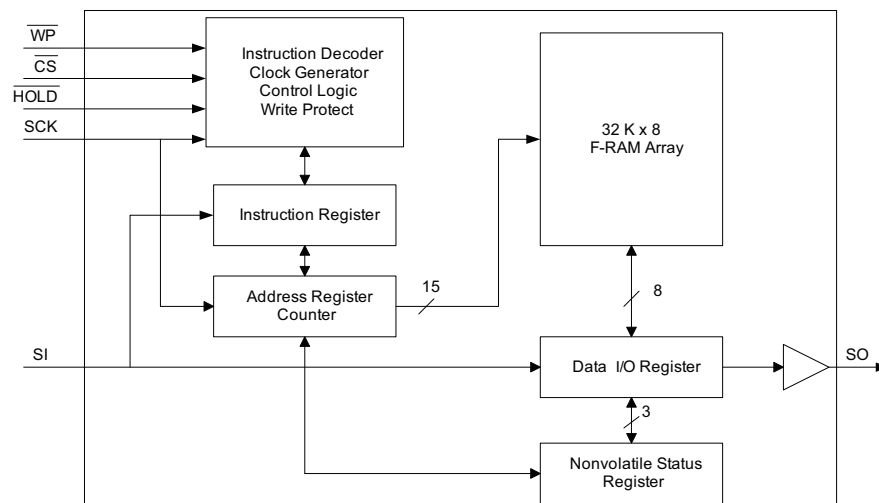 WP
CS
HOLD
SCK
Instruction Decoder
Clock Generator
Control Logic
Write Protect
32 K x 8
F-RAM Array
Instruction Register
Address Register
Counter
15
8
SI
Data I/O Register
SO
3
Nonvolatile Status
Register